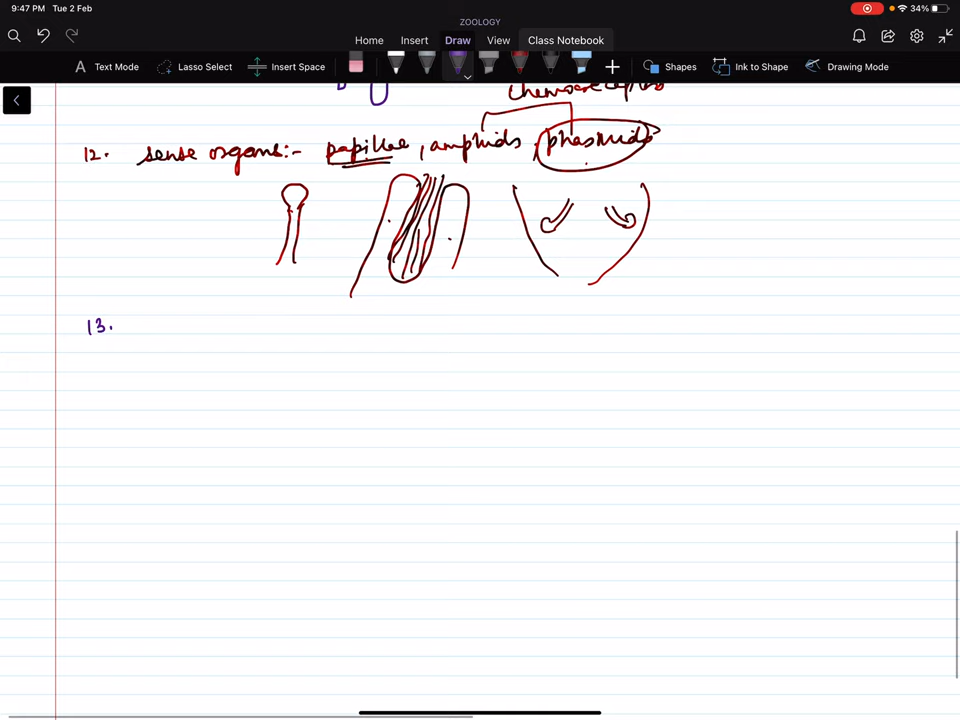 9:47 PM Tue 2 Feb
34%
ZOOLOGY
Home Insert Draw View Class Notebook
Text Mode Lasso Select Insert Space Shapes Ink to Shape Drawing Mode
12. sense organs:- papillae, amphids, phasmids
13.